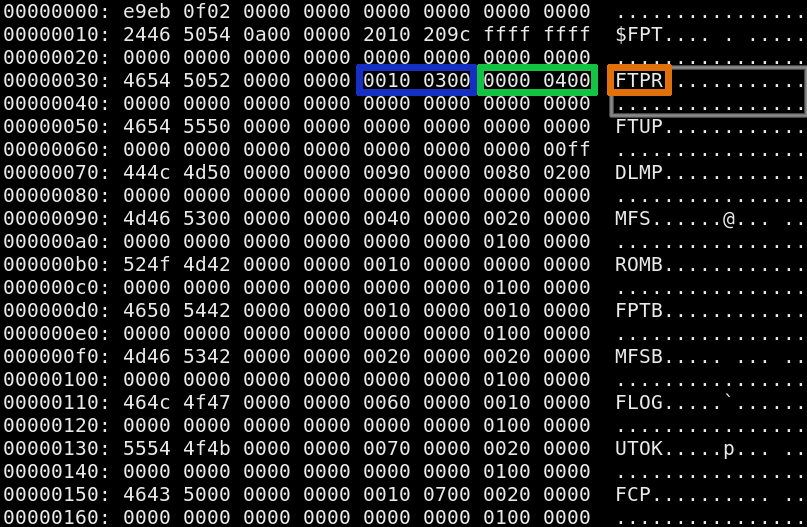 00000000: e9eb 0f02 0000 0000 0000 0000 0000 0000 ................
00000010: 2446 5054 0a00 0000 2010 209c ffff ffff $FPT.... . .....
00000020: 0000 0000 0000 0000 0000 0000 0000 0000 ................
00000030: 4654 5052 0000 0000 0010 0300 0000 0400 FTPR............
00000040: 0000 0000 0000 0000 0000 0000 0000 0000 ................
00000050: 4654 5550 0000 0000 0000 0000 0000 0000 FTUP............
00000060: 0000 0000 0000 0000 0000 0000 0000 00ff ................
00000070: 444c 4d50 0000 0000 0090 0000 0080 0200 DLMP............
00000080: 0000 0000 0000 0000 0000 0000 0000 0000 ................
00000090: 4d46 5300 0000 0000 0040 0000 0020 0000 MFS......@... ..
000000a0: 0000 0000 0000 0000 0000 0000 0100 0000 ................
000000b0: 524f 4d42 0000 0000 0010 0000 0000 0000 ROMB............
000000c0: 0000 0000 0000 0000 0000 0000 0100 0000 ................
000000d0: 4650 5442 0000 0000 0010 0000 0010 0000 FPTB............
000000e0: 0000 0000 0000 0000 0000 0000 0100 0000 ................
000000f0: 4d46 5342 0000 0000 0020 0000 0020 0000 MFSB..... ... ..
00000100: 0000 0000 0000 0000 0000 0000 0100 0000 ................
00000110: 464c 4f47 0000 0000 0060 0000 0010 0000 FLOG.....`......
00000120: 0000 0000 0000 0000 0000 0000 0100 0000 ................
00000130: 5554 4f4b 0000 0000 0070 0000 0020 0000 UTOK.....p... ..
00000140: 0000 0000 0000 0000 0000 0000 0100 0000 ................
00000150: 4643 5000 0000 0000 0010 0700 0020 0000 FCP.......... ..
00000160: 0000 0000 0000 0000 0000 0000 0100 0000 ................